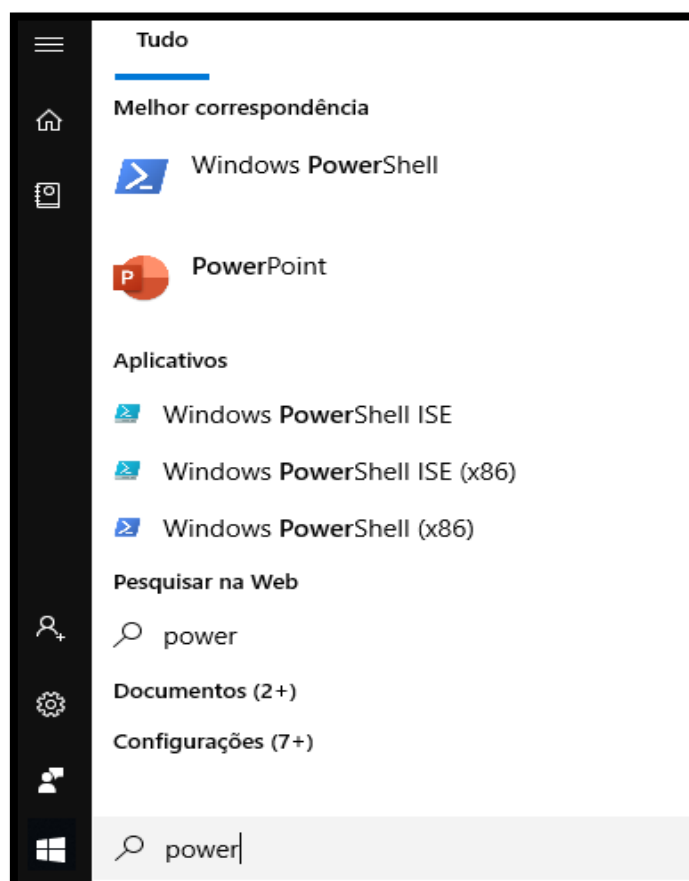 Tudo
Melhor correspondência
Windows PowerShell
PowerPoint
Aplicativos
Windows PowerShell ISE
Windows PowerShell ISE (x86)
Windows PowerShell (x86)
Pesquisar na Web
power
Documentos (2+)
Configurações (7+)
power